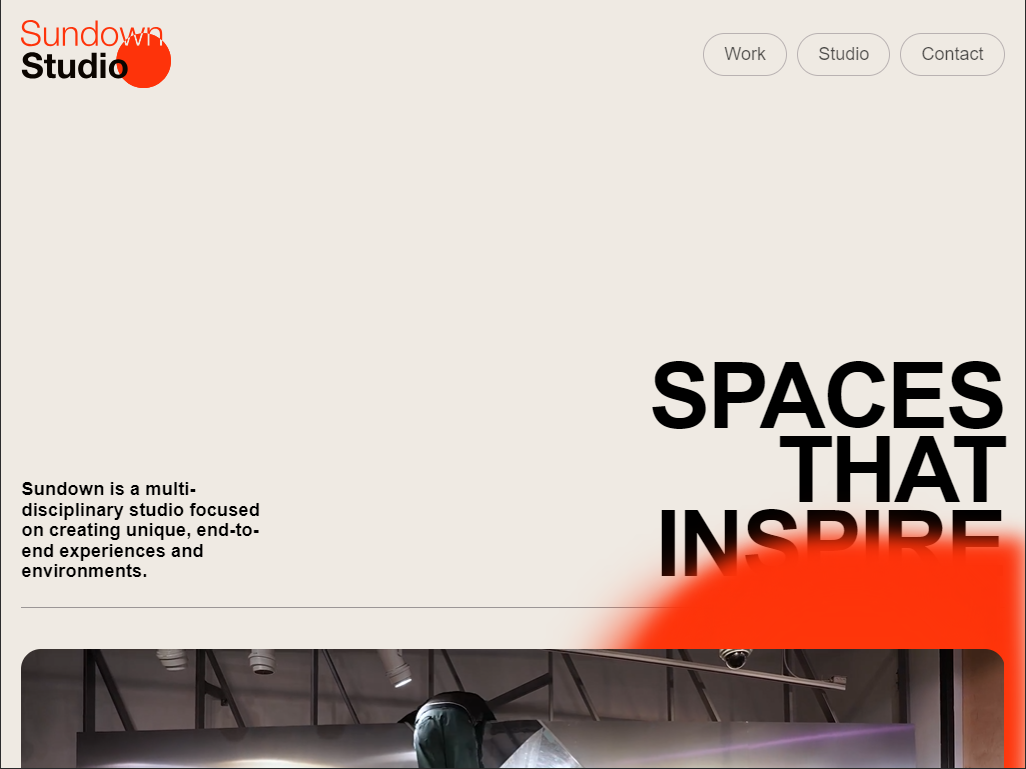 Sundown
Studio
Work
Studio
Contact
SPACES
THAT
INSPIRE
Sundown is a multi-
disciplinary studio focused
on creating unique, end-to-
end experiences and
environments.